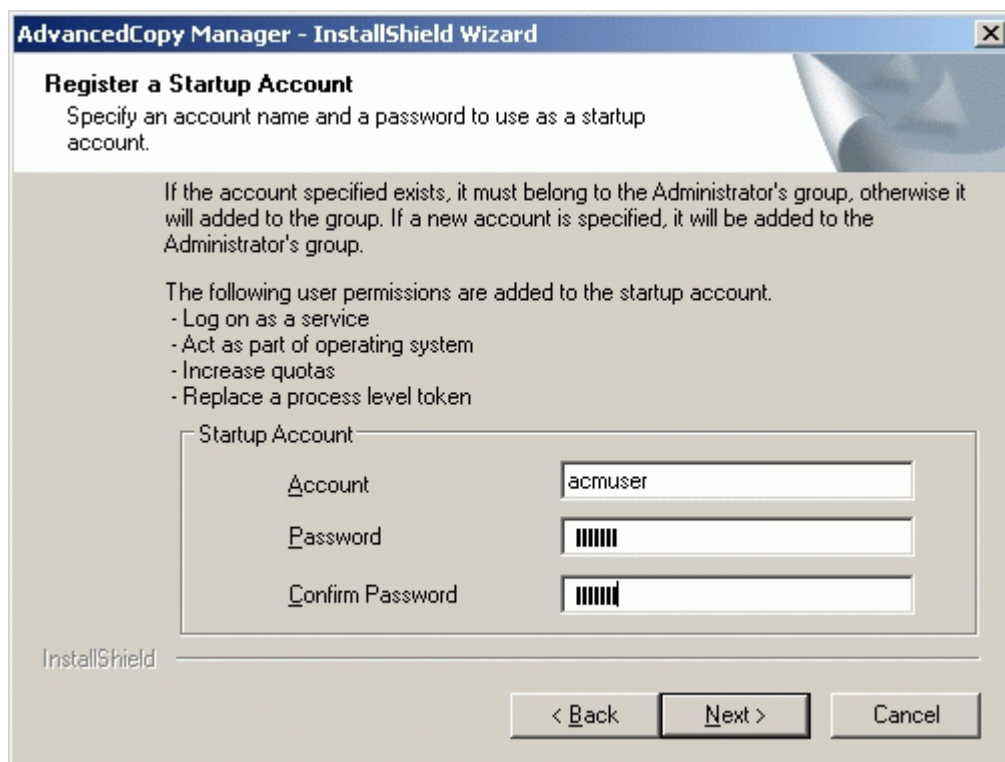 AdvancedCopy Manager - InstallShield Wizard
Register a Startup Account
Specify an account name and a password to use as a startup
account.
If the account specified exists, it must belong to the Administrator's group, otherwise it
will added to the group. If a new account is specified, it will be added to the
Administrator's group.
The following user permissions are added to the startup account.
- Log on as a service
- Act as part of operating system
- Increase quotas
- Replace a process level token
Startup Account
Account acmuser
Password
Confirm Password
InstallShield
< Back Next > Cancel